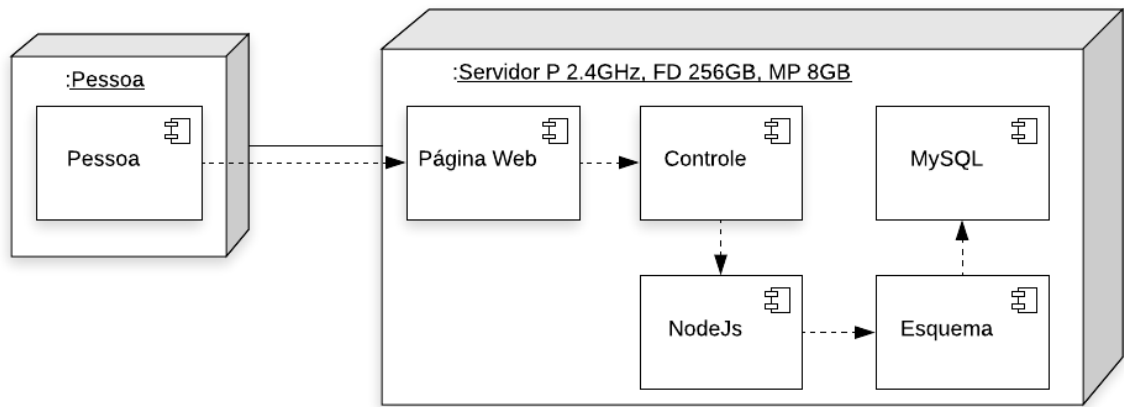 :Pessoa
Pessoa
:Servidor P 2.4GHz, FD 256GB, MP 8GB
Página Web
Controle
MySQL
NodeJs
Esquema